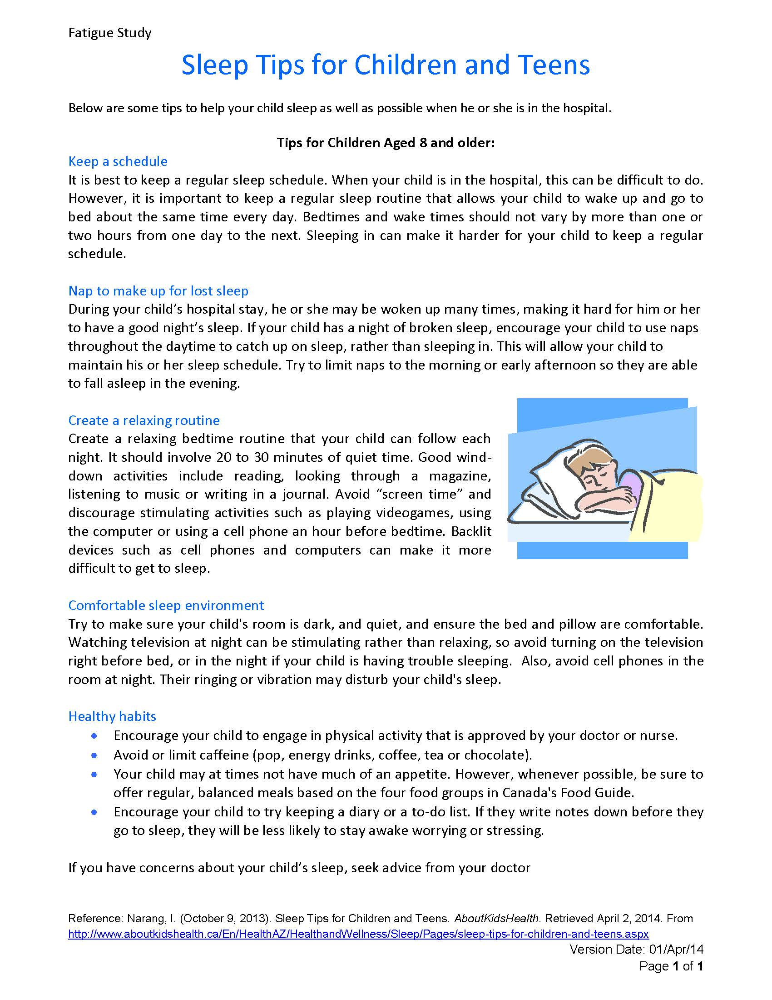 Fatigue Study
Sleep Tips for Children and Teens
Below are some tips to help your child sleep as well as possible when he or she is in the hospital.
Tips for Children Aged 8 and older:
Keep a schedule
It is best to keep a regular sleep schedule. When your child is in the hospital, this can be difficult to do.
However, it is important to keep a regular sleep routine that allows your child to wake up and go to
bed about the same time every day. Bedtimes and wake times should not vary by more than one or
two hours from one day to the next. Sleeping in can make it harder for your child to keep a regular
schedule.
Nap to make up for lost sleep
During your child’s hospital stay, he or she may be woken up many times, making it hard for him or her
to have a good night’s sleep. If your child has a night of broken sleep, encourage your child to use naps
throughout the daytime to catch up on sleep, rather than sleeping in. This will allow your child to
maintain his or her sleep schedule. Try to limit naps to the morning or early afternoon so they are able
to fall asleep in the evening.
Create a relaxing routine
Create a relaxing bedtime routine that your child can follow each
night. It should involve 20 to 30 minutes of quiet time. Good wind-
down activities include reading, looking through a magazine,
listening to music or writing in a journal. Avoid “screen time” and
discourage stimulating activities such as playing videogames, using
the computer or using a cell phone an hour before bedtime. Backlit
devices such as cell phones and computers can make it more
difficult to get to sleep.
Comfortable sleep environment
Try to make sure your child's room is dark, and quiet, and ensure the bed and pillow are comfortable.
Watching television at night can be stimulating rather than relaxing, so avoid turning on the television
right before bed, or in the night if your child is having trouble sleeping.  Also, avoid cell phones in the
room at night. Their ringing or vibration may disturb your child's sleep.
Healthy habits
• Encourage your child to engage in physical activity that is approved by your doctor or nurse.
• Avoid or limit caffeine (pop, energy drinks, coffee, tea or chocolate).
• Your child may at times not have much of an appetite. However, whenever possible, be sure to
offer regular, balanced meals based on the four food groups in Canada's Food Guide.
• Encourage your child to try keeping a diary or a to-do list. If they write notes down before they
go to sleep, they will be less likely to stay awake worrying or stressing.
If you have concerns about your child’s sleep, seek advice from your doctor
Reference: Narang, I. (October 9, 2013). Sleep Tips for Children and Teens. AboutKidsHealth. Retrieved April 2, 2014. From
http://www.aboutkidshealth.ca/En/HealthAZ/HealthandWellness/Sleep/Pages/sleep-tips-for-children-and-teens.aspx
Version Date: 01/Apr/14
Page 1 of 1